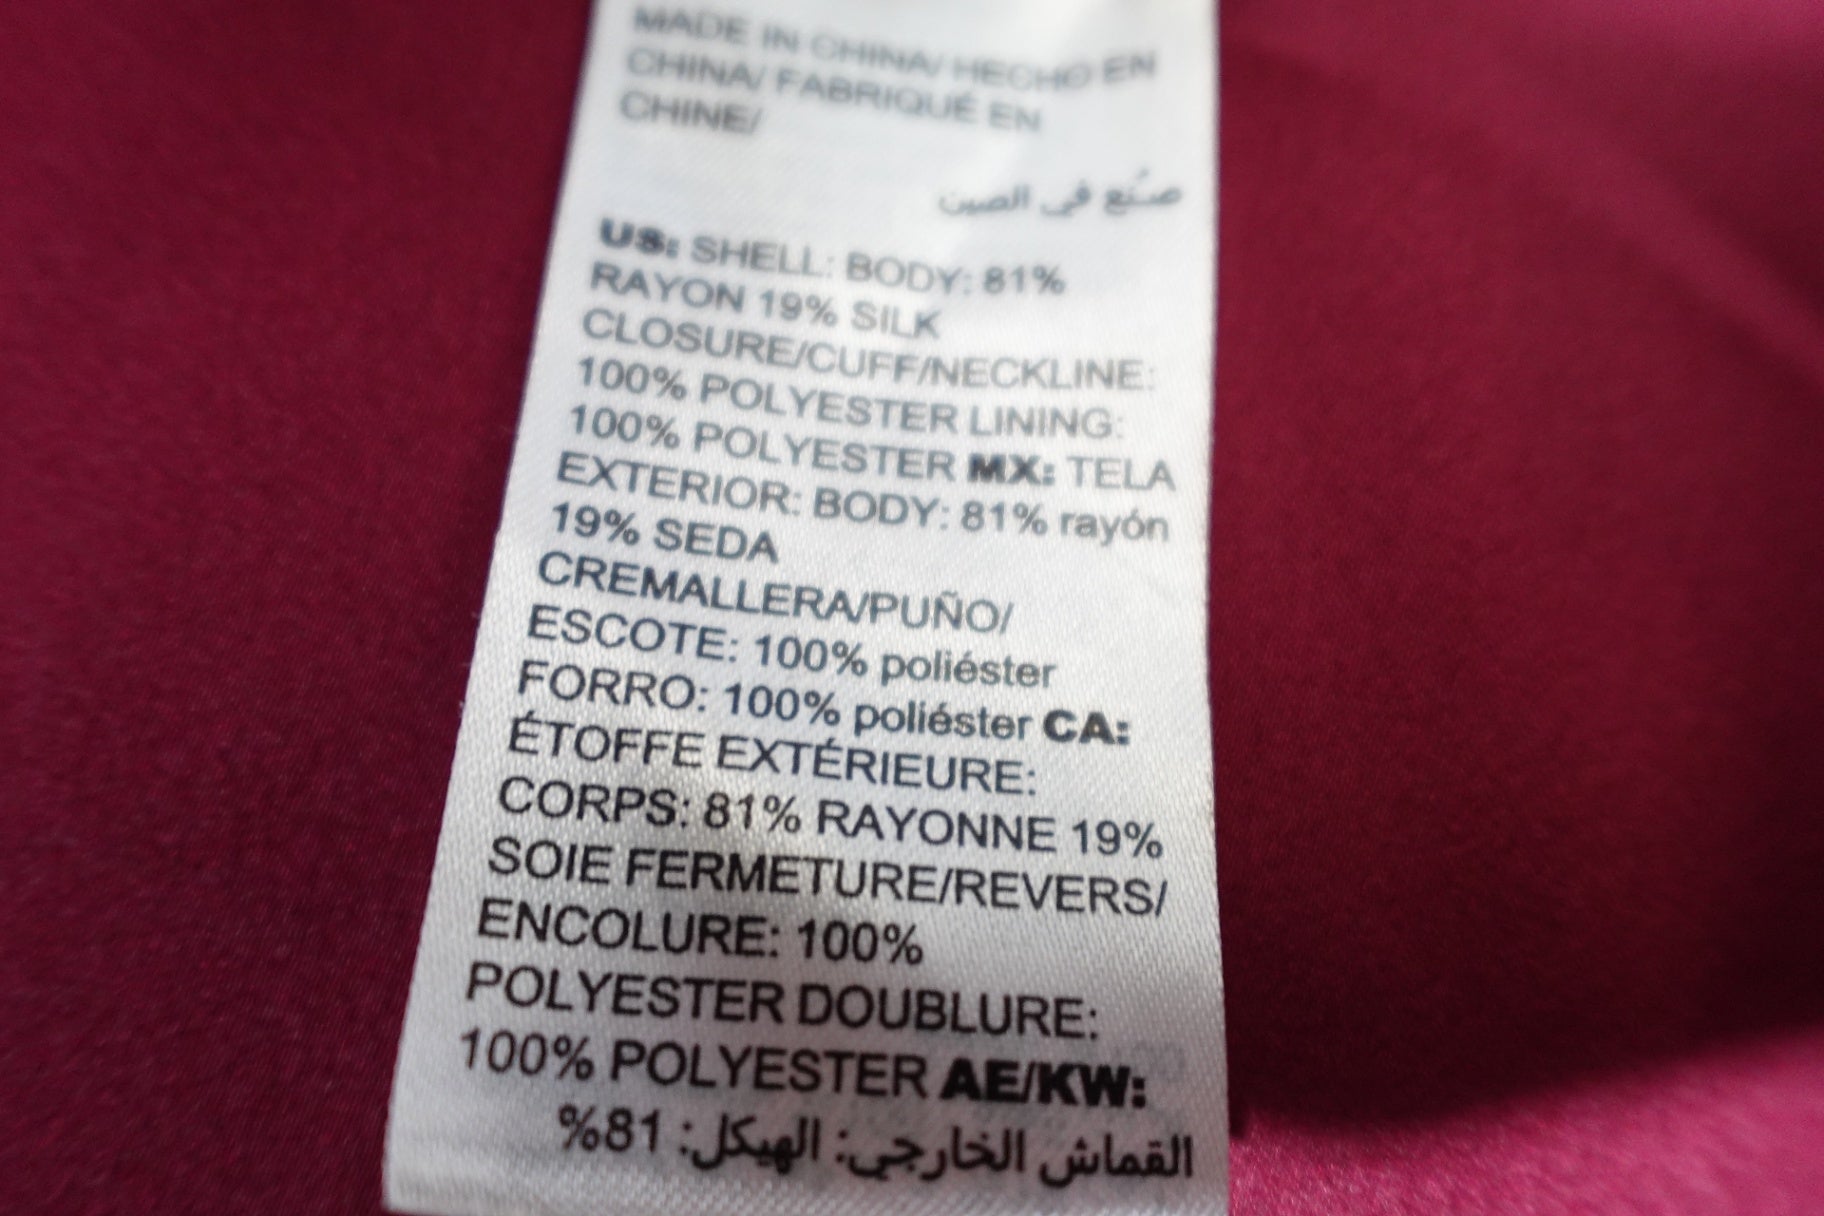 MADE IN CHINA/ HECHO EN
CHINA/ FABRIQUÉ EN
CHINE/
صُنع في الصين
US: SHELL: BODY: 81%
RAYON 19% SILK
CLOSURE/CUFF/NECKLINE:
100% POLYESTER LINING:
100% POLYESTER MX: TELA
EXTERIOR: BODY: 81% rayón
19% SEDA
CREMALLERA/PUÑO/
ESCOTE: 100% poliéster
FORRO: 100% poliéster CA:
ÉTOFFE EXTÉRIEURE:
CORPS: 81% RAYONNE 19%
SOIE FERMETURE/REVERS/
ENCOLURE: 100%
POLYESTER DOUBLURE:
100% POLYESTER AE/KW:
القماش الخارجي: الهيكل: 81%